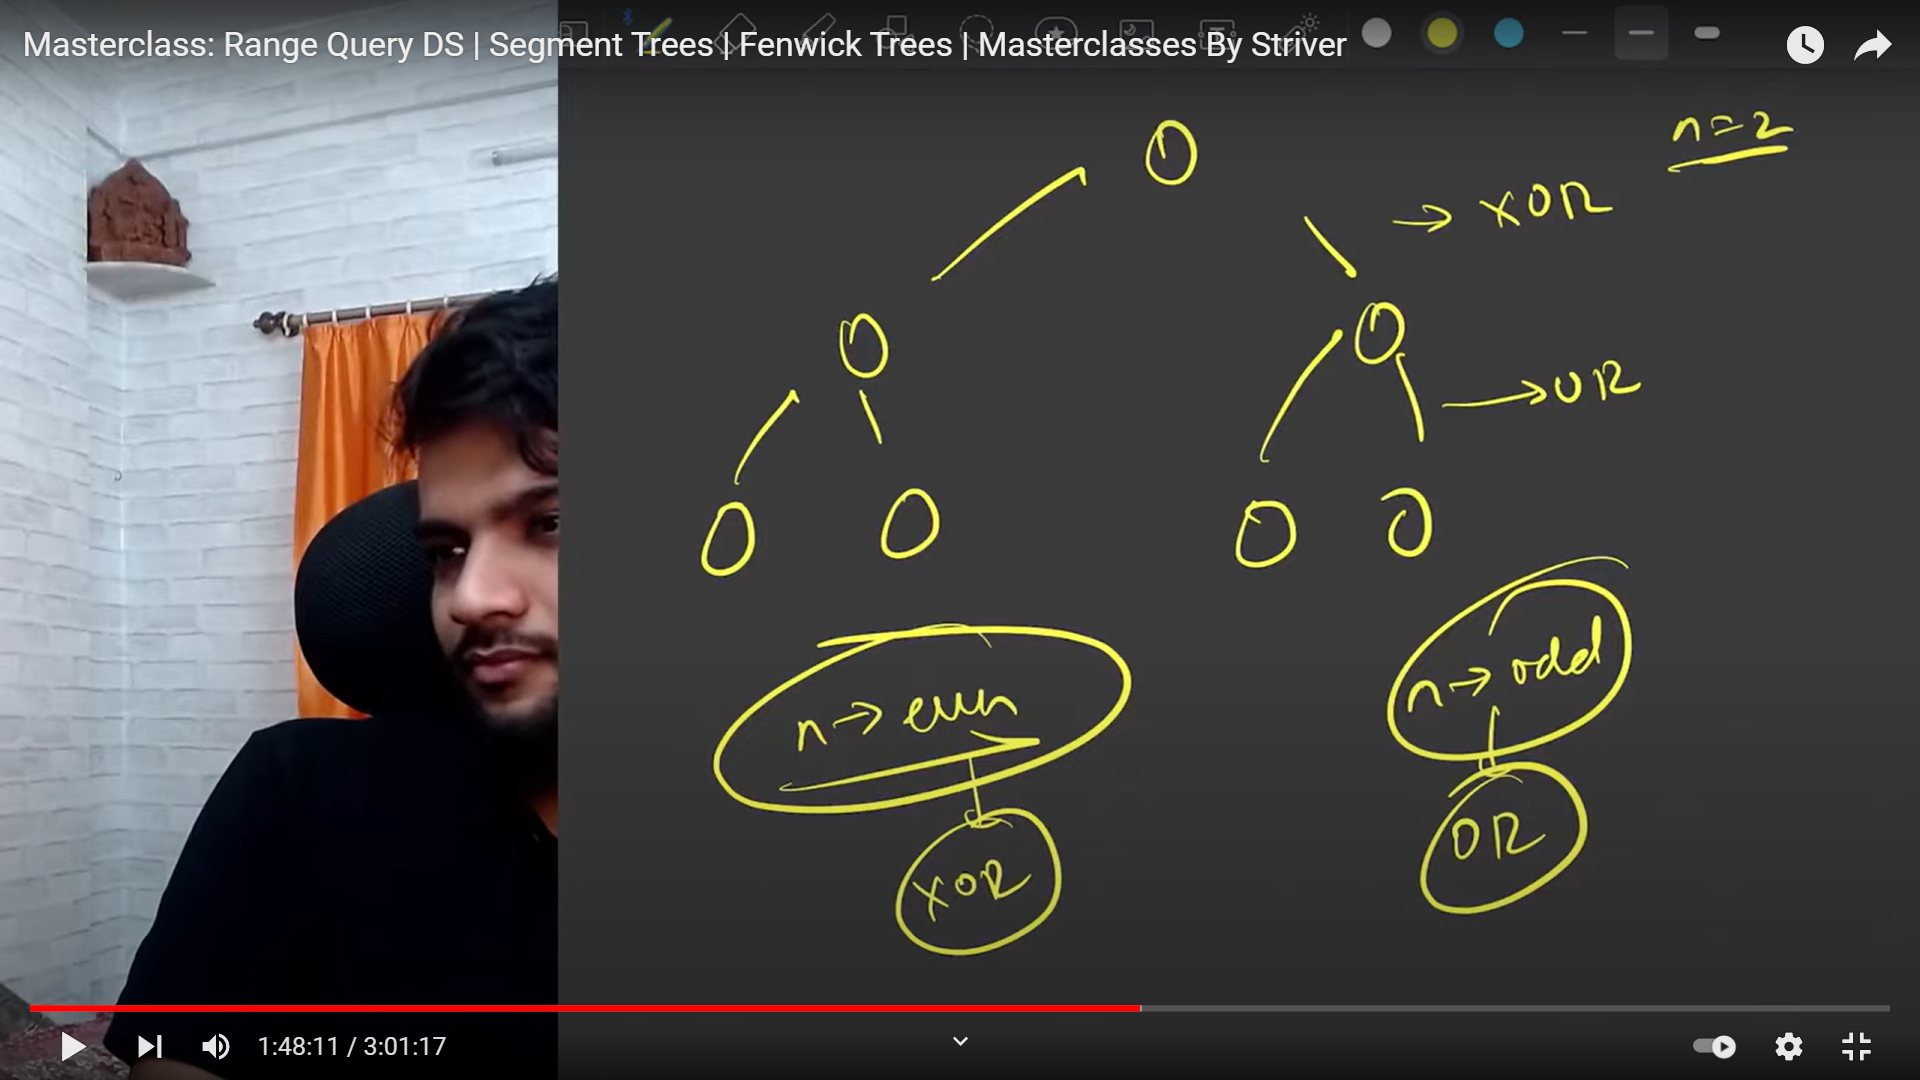 Masterclass: Range Query DS | Segment Trees | Fenwick Trees | Masterclasses By Striver
n=2
O
→ XOR
O
O
→ OR
O
O
O
O
n→even
n→odd
XOR
OR
1:48:11 / 3:01:17